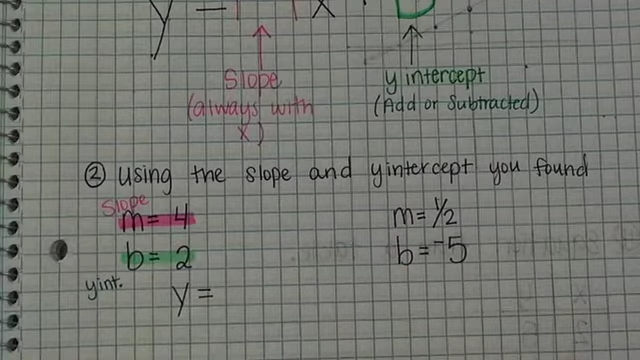 y = x
Slope y intercept
(always with (Add or Subtracted)
x)
② Using the slope and y intercept you found
Slope
m = 4 m = 1/2
b = 2 b = -5
y int.
y =